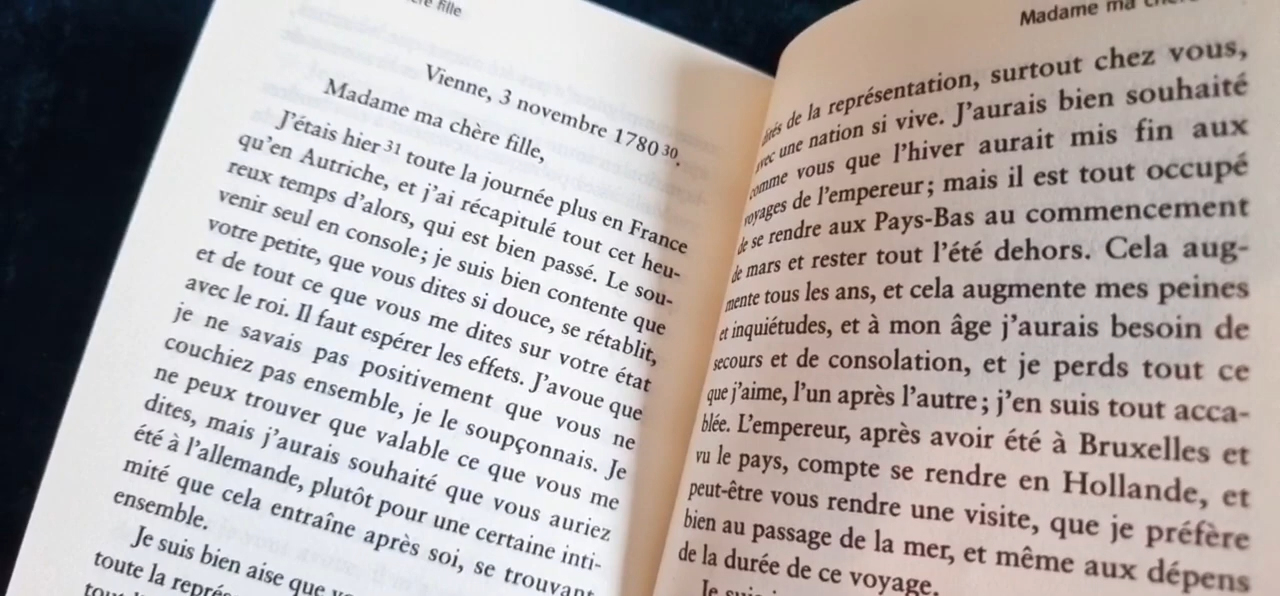 fille
Vienne, 3 novembre 1780 30.
Madame ma chère fille,
J'étais hier 31 toute la journée plus en France
qu'en Autriche, et j'ai récapitulé tout cet heu-
reux temps d'alors, qui est bien passé. Le sou-
venir seul en console ; je suis bien contente que
votre petite, que vous dites si douce, se rétablit,
et de tout ce que vous me dites sur votre état
avec le roi. Il faut espérer les effets. J'avoue que
je ne savais pas positivement que vous ne
couchiez pas ensemble, je le soupçonnais. Je
ne peux trouver que valable ce que vous me
dites, mais j'aurais souhaité que vous auriez
été à l'allemande, plutôt pour une certaine inti-
mité que cela entraîne après soi, se trouvant
ensemble.
Je suis bien aise que
toute la
Madame ma
de la représentation, surtout chez vous,
avec une nation si vive. J'aurais bien souhaité
comme vous que l'hiver aurait mis fin aux
voyages de l'empereur ; mais il est tout occupé
de se rendre aux Pays-Bas au commencement
de mars et rester tout l'été dehors. Cela aug-
mente tous les ans, et cela augmente mes peines
et inquiétudes, et à mon âge j'aurais besoin de
secours et de consolation, et je perds tout ce
que j'aime, l'un après l'autre ; j'en suis tout acca-
blée. L'empereur, après avoir été à Bruxelles et
vu le pays, compte se rendre en Hollande, et
peut-être vous rendre une visite, que je préfère
bien au passage de la mer, et même aux dépens
de la durée de ce voyage.
Je